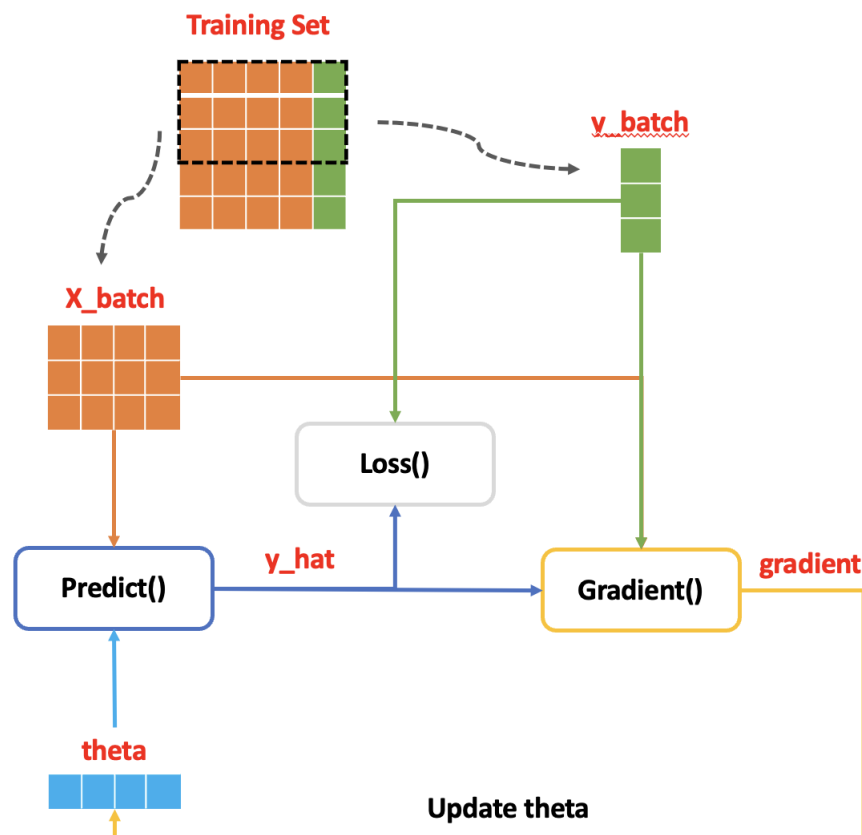 Training Set
y_batch
X_batch
Loss()
y_hat
Predict()
Gradient()
gradient
theta
Update theta